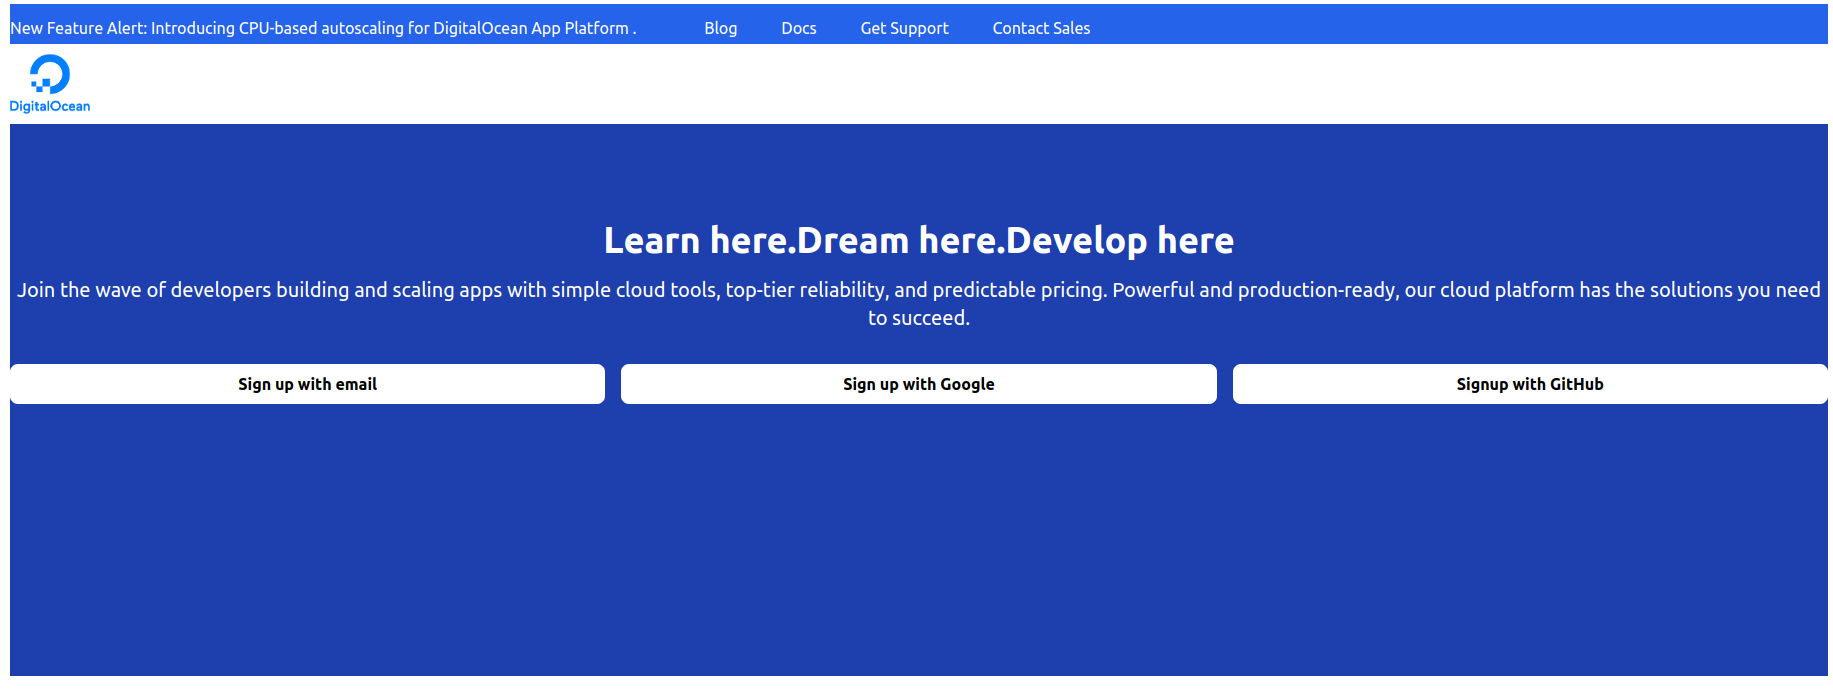 New Feature Alert: Introducing CPU-based autoscaling for DigitalOcean App Platform . Blog Docs Get Support Contact Sales
DigitalOcean
Learn here.Dream here.Develop here
Join the wave of developers building and scaling apps with simple cloud tools, top-tier reliability, and predictable pricing. Powerful and production-ready, our cloud platform has the solutions you need
to succeed.
Sign up with email Sign up with Google Signup with GitHub